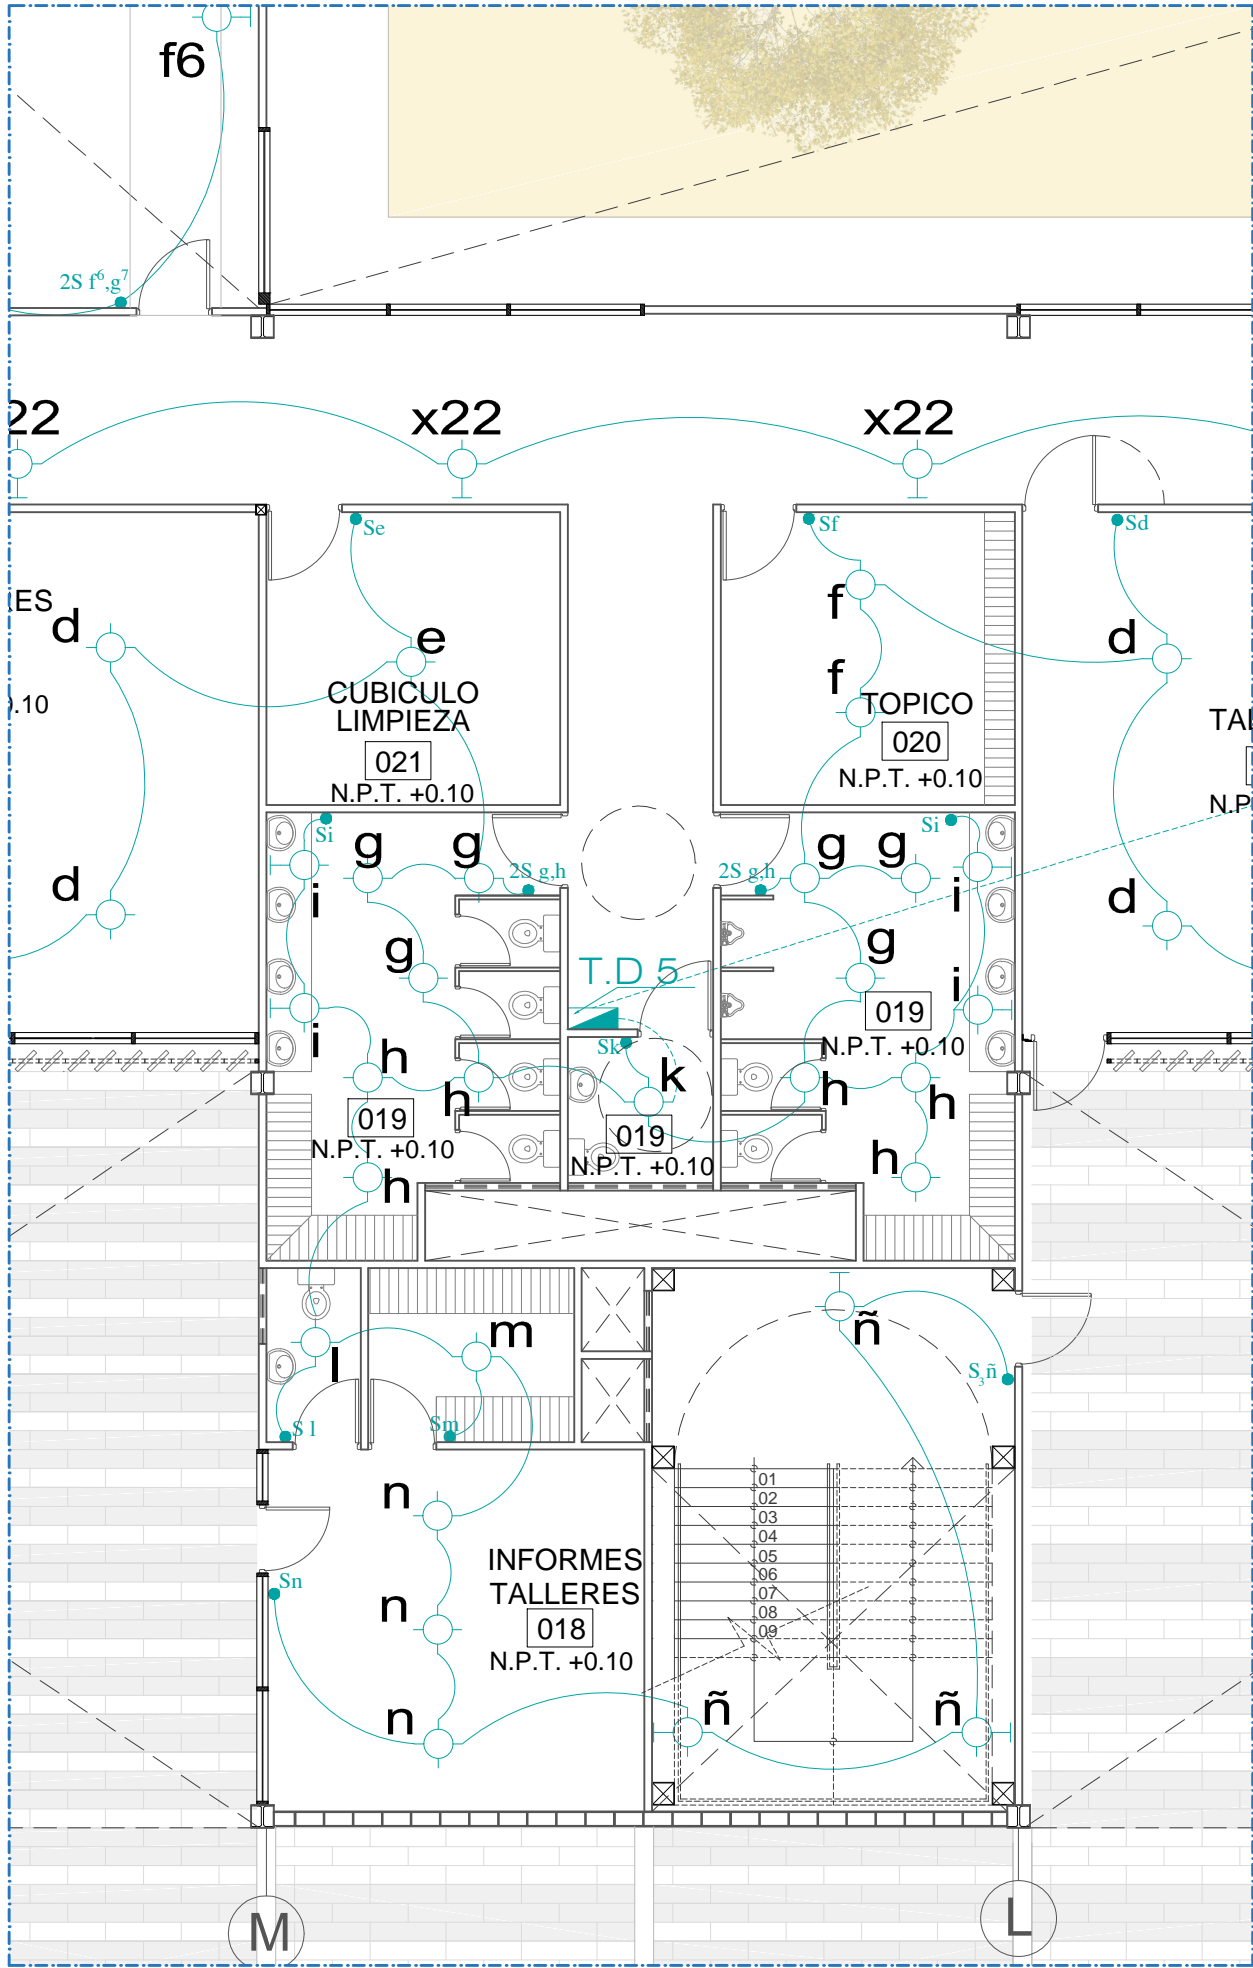 f6
2S f⁶,g⁷
22
x22
x22
Se
Sf
Sd
ES
d
e
f
d
CUBICULO
LIMPIEZA
021
N.P.T. +0.10
f
TOPICO
020
N.P.T. +0.10
.10
Si
g
g
2S g,h
2S g,h
g
g
Si
d
i
g
g
i
d
T.D 5
i
i
019
N.P.T. +0.10
Sk
h
h
k
h
h
019
N.P.T. +0.10
019
N.P.T. +0.10
h
h
m
l
ñ
S₃ñ
S l
Sm
n
01
02
03
04
05
06
07
08
09
INFORMES
TALLERES
018
N.P.T. +0.10
Sn
n
n
ñ
ñ
M
L